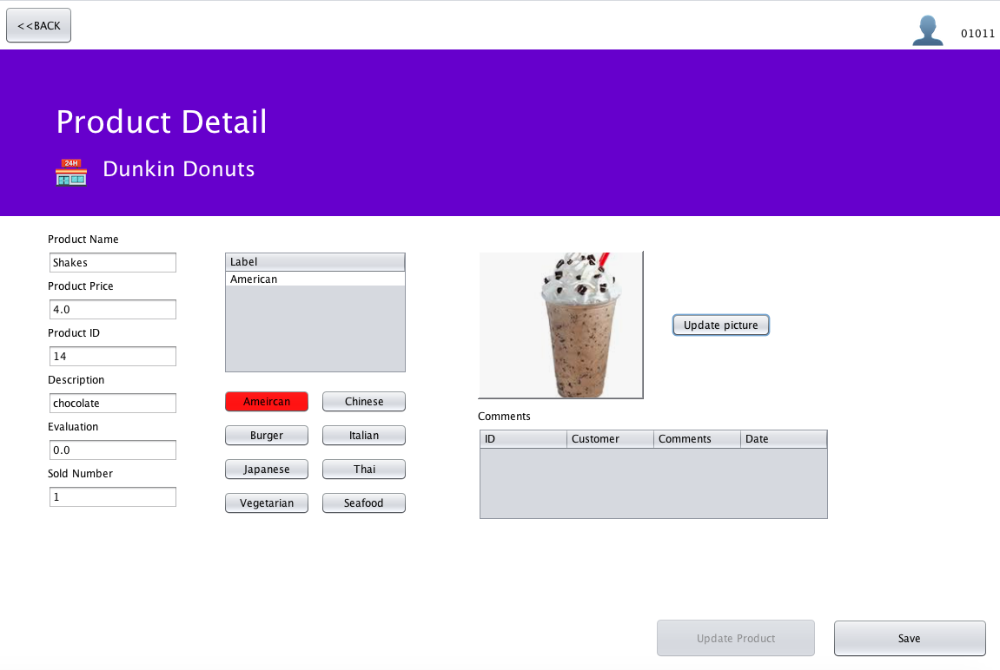 <<BACK
01011
Product Detail
24H
Dunkin Donuts
Product Name
Shakes
Product Price
4.0
Product ID
14
Description
chocolate
Evaluation
0.0
Sold Number
1
Label
American
Ameircan
Chinese
Burger
Italian
Japanese
Thai
Vegetarian
Seafood
Update picture
Comments
ID Customer Comments Date
Update Product
Save